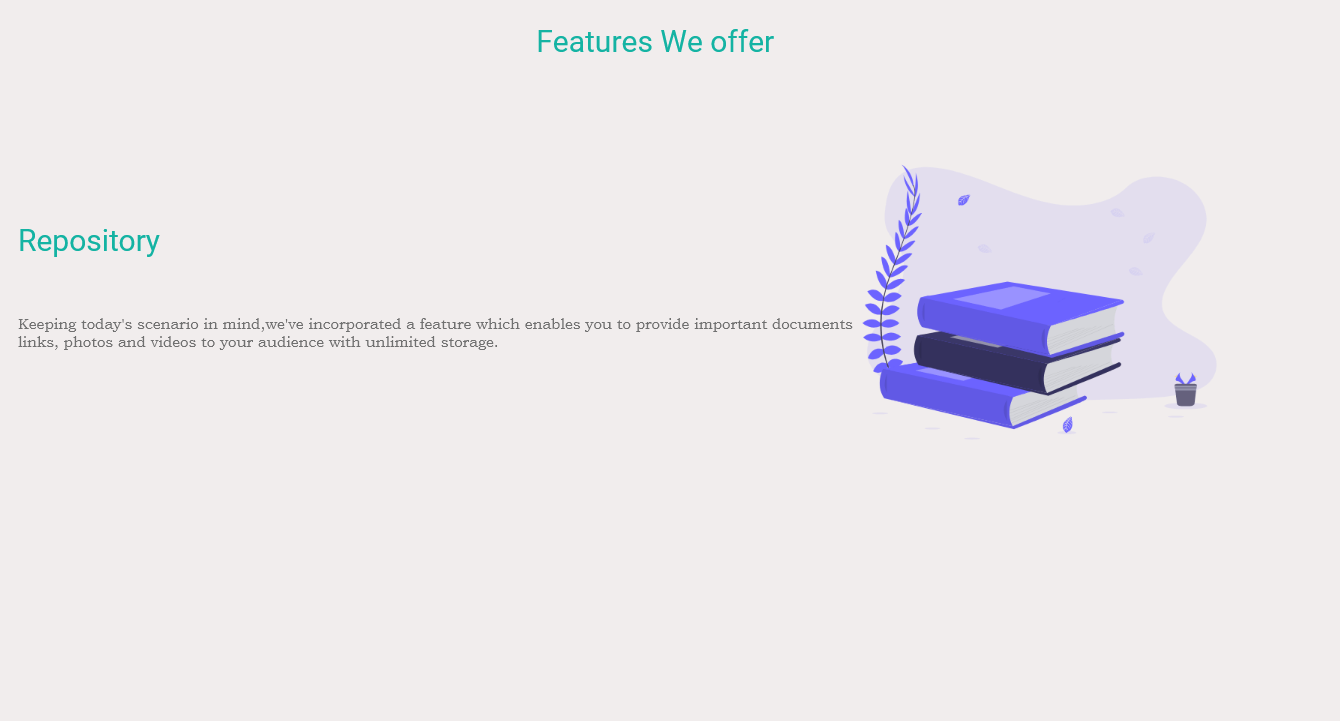 Features We offer
Repository
Keeping today's scenario in mind,we've incorporated a feature which enables you to provide important documents
links, photos and videos to your audience with unlimited storage.